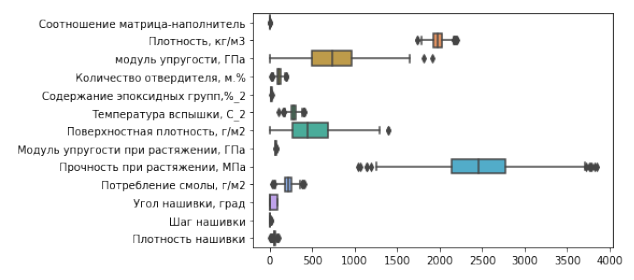 Соотношение матрица-наполнитель
Плотность, кг/м3
модуль упругости, ГПа
Количество отвердителя, м.%
Содержание эпоксидных групп,%_2
Температура вспышки, С_2
Поверхностная плотность, г/м2
Модуль упругости при растяжении, ГПа
Прочность при растяжении, МПа
Потребление смолы, г/м2
Угол нашивки, град
Шаг нашивки
Плотность нашивки
0 500 1000 1500 2000 2500 3000 3500 4000